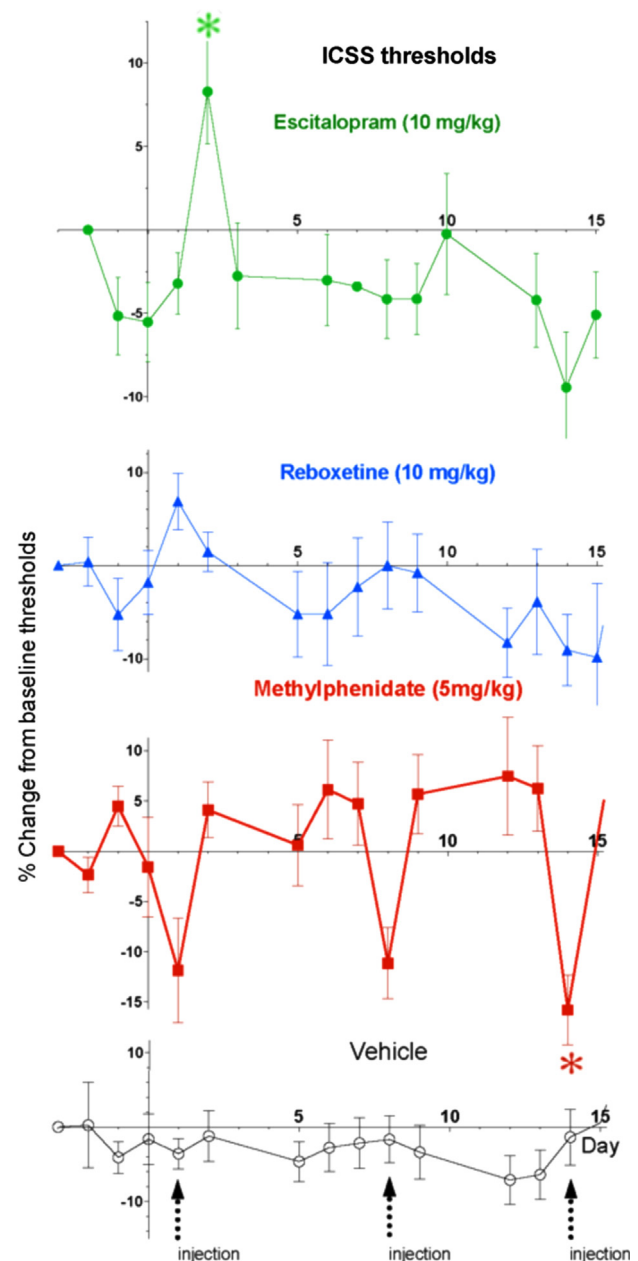 *
ICSS thresholds
10
Escitalopram (10 mg/kg)
5
5 10 15
-5
-10
% Change from baseline thresholds
10
Reboxetine (10 mg/kg)
5 10 15
-10
Methylphenidate (5mg/kg)
10
5
5 10 15
-5
-10
-15
*
Vehicle
10
5 10 15
Day
-10
injection injection injection